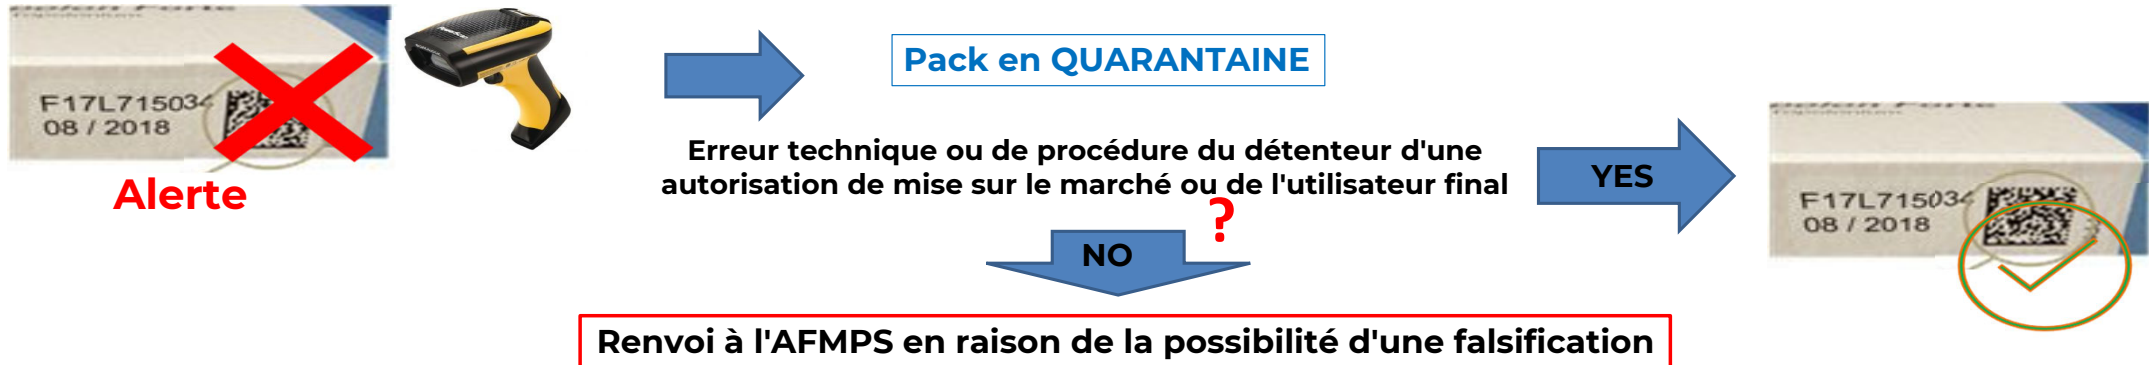 F17L715034
08 / 2018
Alerte
Pack en QUARANTAINE
Erreur technique ou de procédure du détenteur d'une
autorisation de mise sur le marché ou de l'utilisateur final
?
YES
NO
F17L715034
08 / 2018
Renvoi à l'AFMPS en raison de la possibilité d'une falsification